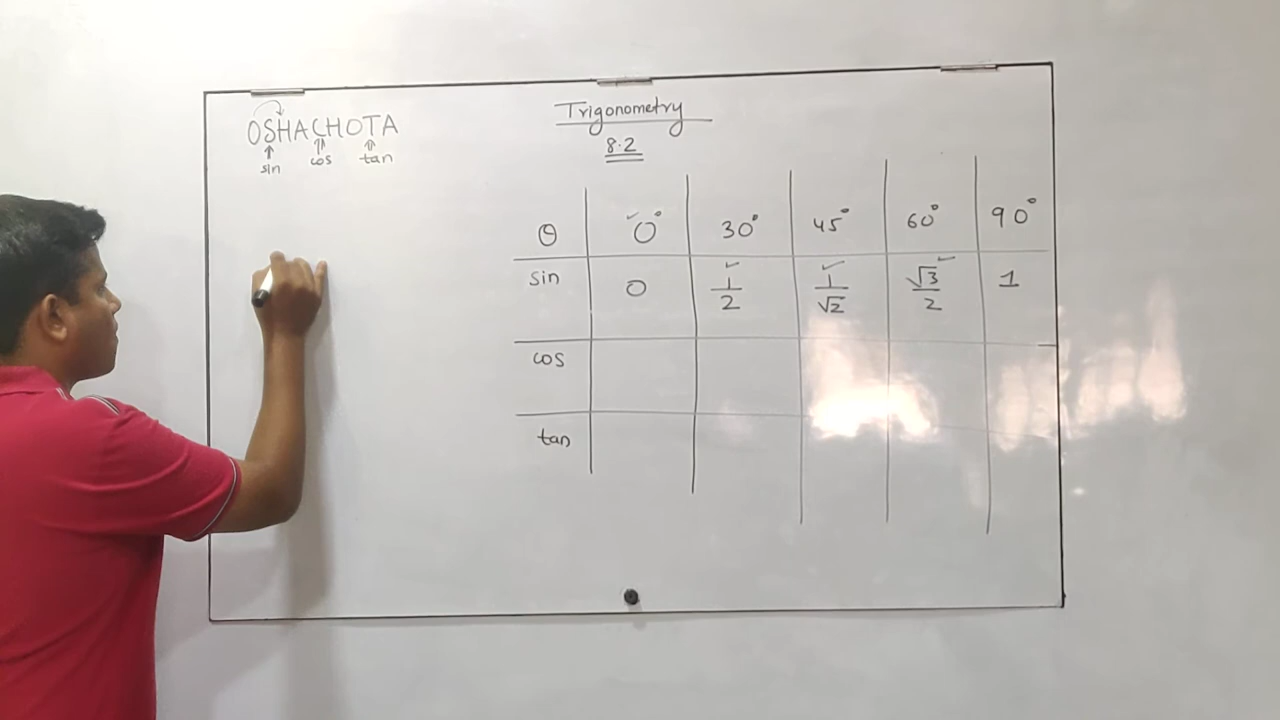 OSHACHOTA
sin cos tan
Trigonometry
8.2
θ 0° 30° 45° 60° 90°
sin 0 1/2 1/√2 √3/2 1
cos
tan